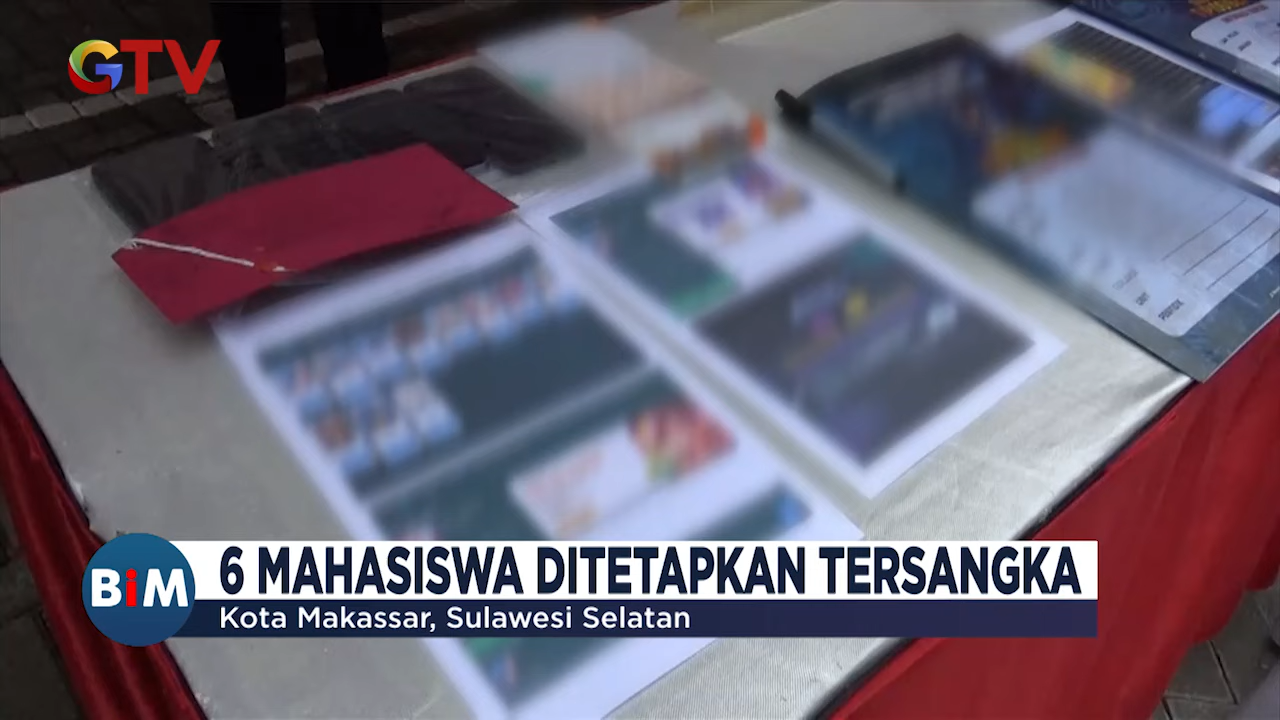 GTV
BiM
6 MAHASISWA DITETAPKAN TERSANGKA
Kota Makassar, Sulawesi Selatan